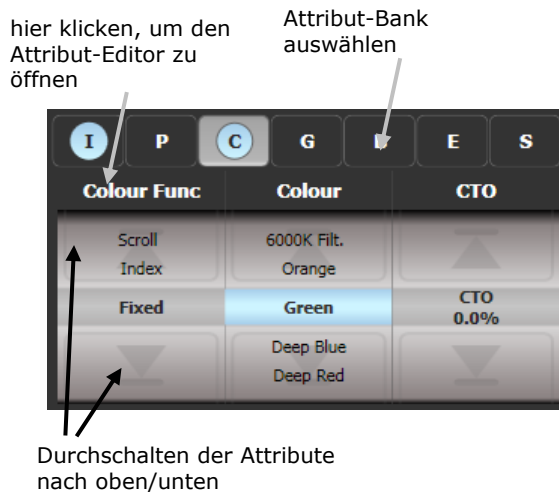 hier klicken, um den
Attribut-Editor zu
öffnen
Attribut-Bank
auswählen
I P C G B E S
Colour Func Colour CTO
Scroll
Index
Fixed
6000K Filt.
Orange
Green
Deep Blue
Deep Red
CTO
0.0%
Durchschalten der Attribute
nach oben/unten